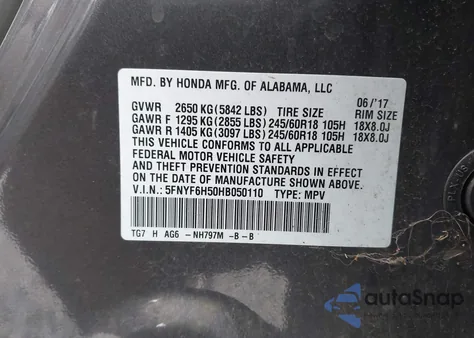 MFD. BY HONDA MFG. OF ALABAMA, LLC
06/'17
GVWR 2650 KG (5842 LBS) TIRE SIZE RIM SIZE
GAWR F 1295 KG (2855 LBS) 245/60R18 105H 18X8.0J
GAWR R 1405 KG (3097 LBS) 245/60R18 105H 18X8.0J
THIS VEHICLE CONFORMS TO ALL APPLICABLE
FEDERAL MOTOR VEHICLE SAFETY
AND THEFT PREVENTION STANDARDS IN EFFECT
ON THE DATE OF MANUFACTURE SHOWN ABOVE.
V.I.N.: 5FNYF6H50HB050110 TYPE: MPV
TG7 H AG6 -NH797M -B -B
autoSnap